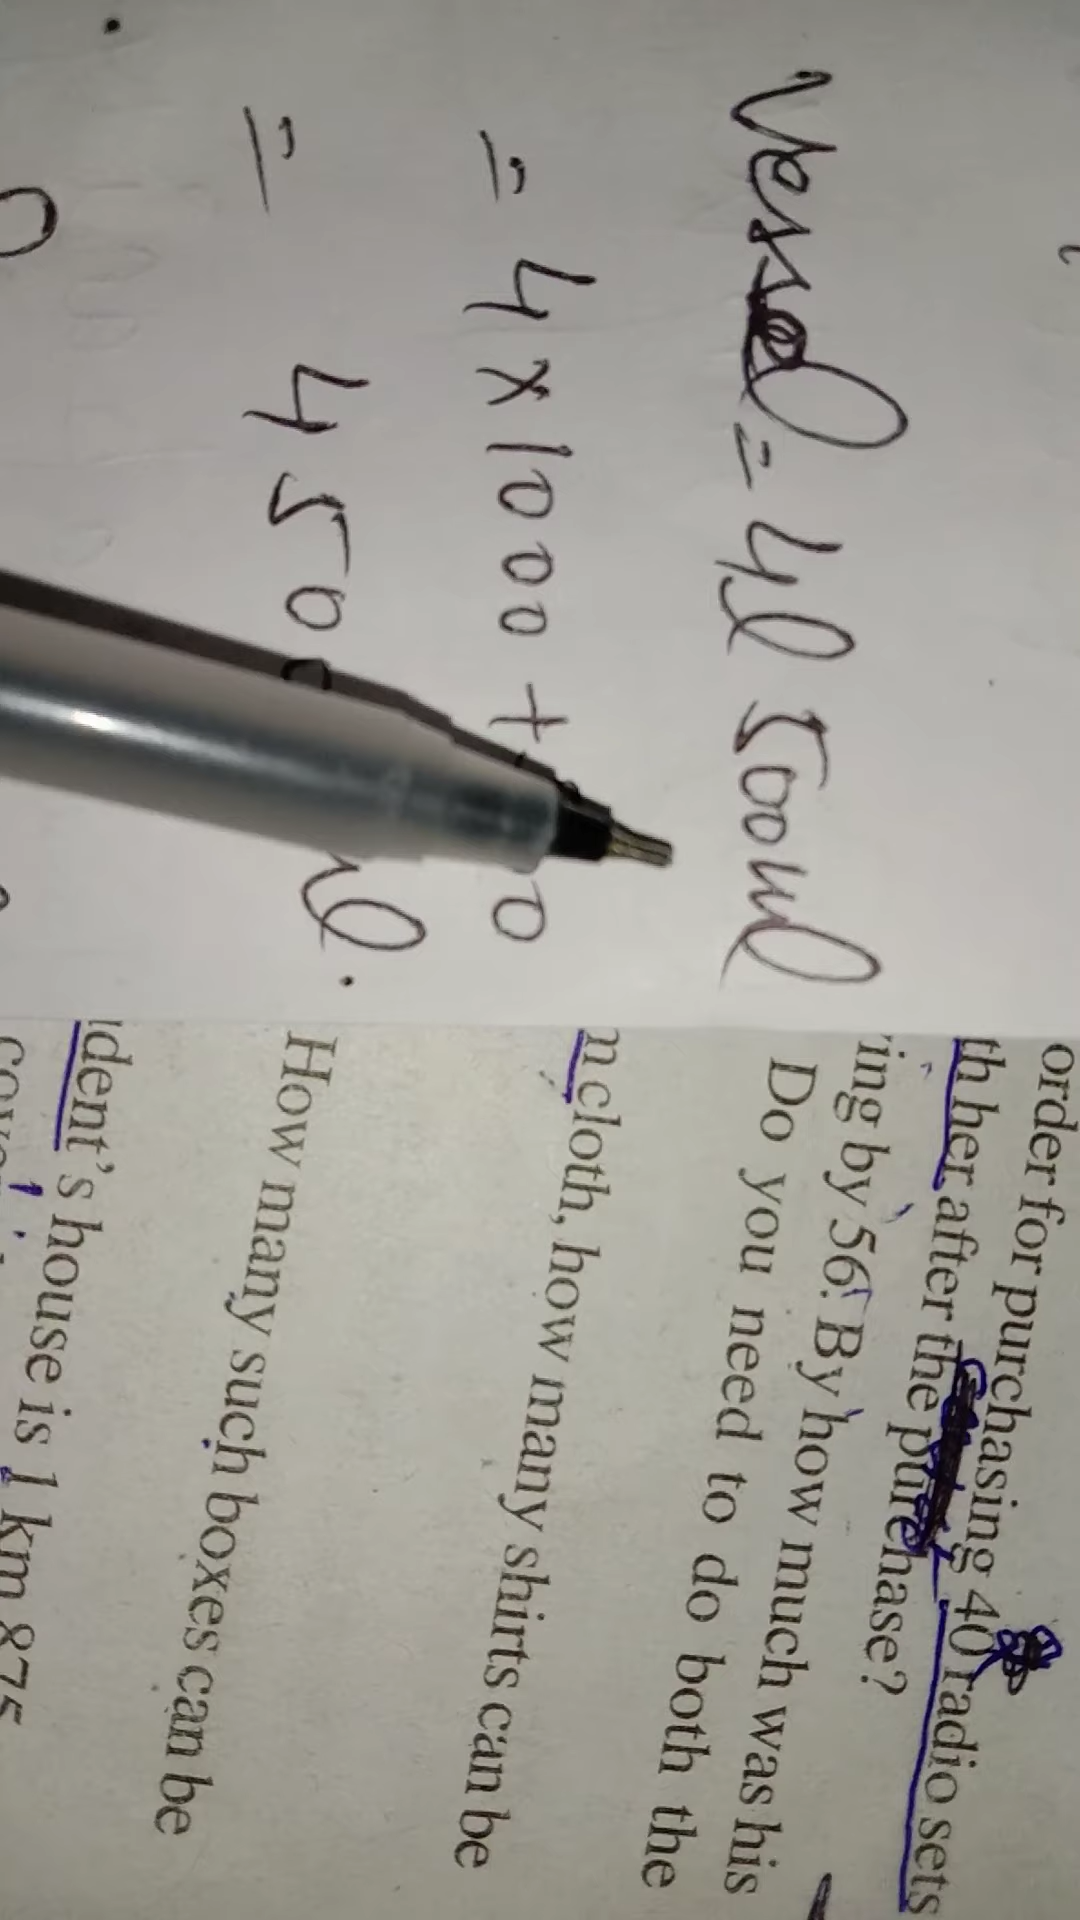 Vessel = 4l 500ml
= 4 x 1000 +
= 450
order for purchasing 40 radio sets
her after the purchase?
by 56. By how much was his
Do you need to do both the
cloth, how many shirts can be
How many such boxes can be
house is 1 km 875